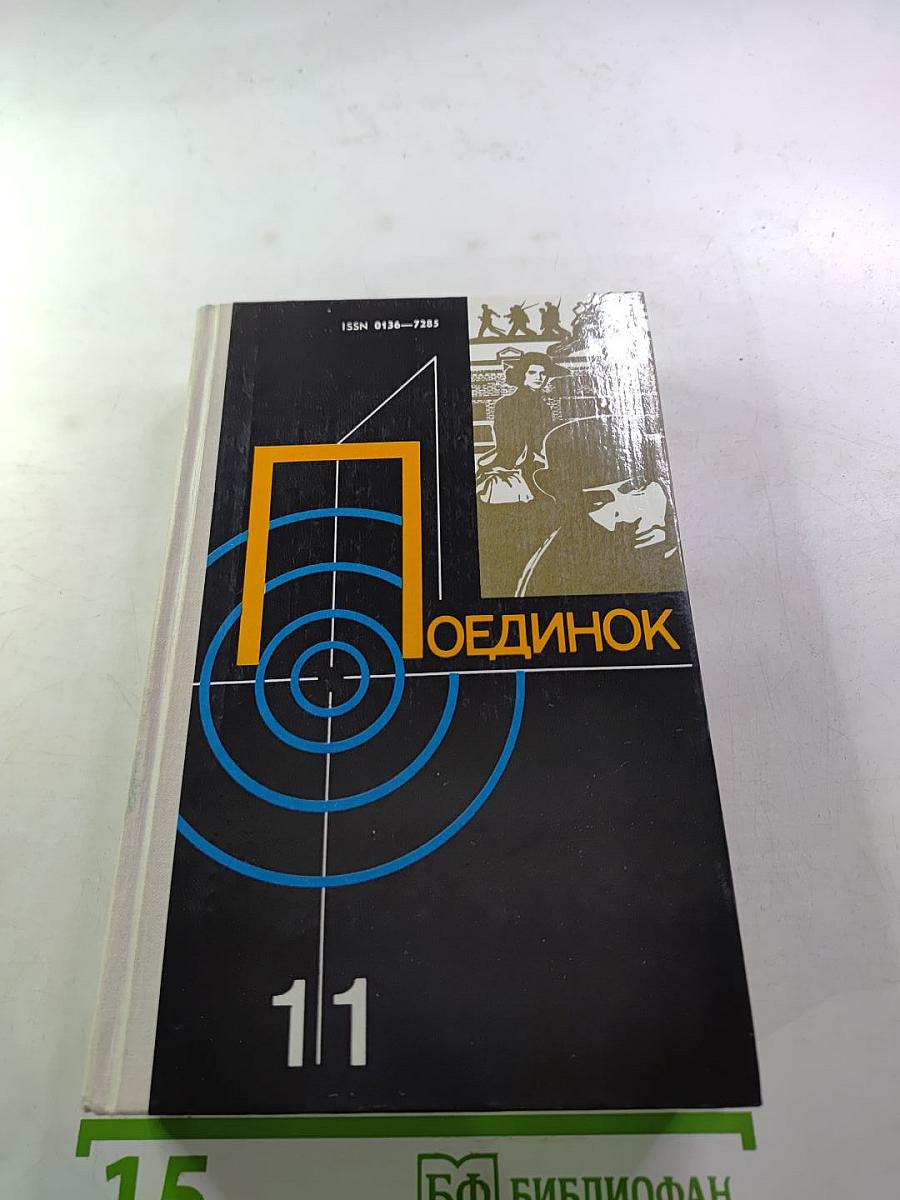 ISSN 0136—7285
ПОЕДИНОК
11
15
БФ БИБЛИОФАН